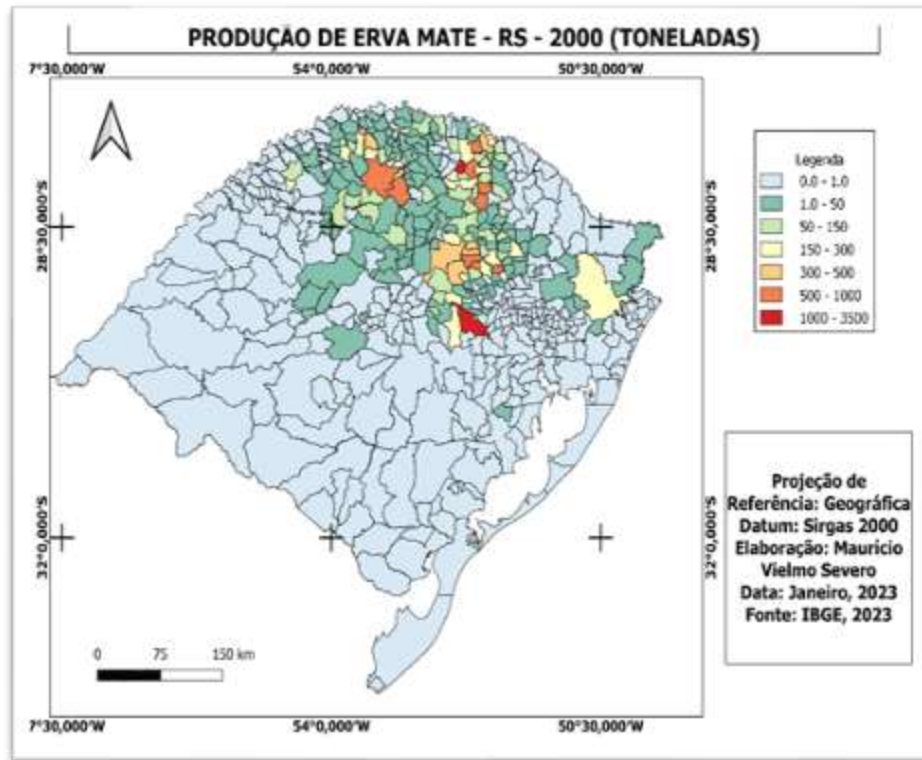 PRODUÇÃO DE ERVA MATE - RS - 2000 (TONELADAS)
7°30,000'W 54°0,000'W 50°30,000'W
28°30,000'S 28°30,000'S
32°0,000'S 32°0,000'S
Legenda
0.0 - 1.0
1.0 - 50
50 - 150
150 - 300
300 - 500
500 - 1000
1000 - 3500
Projeção de
Referência: Geográfica
Datum: Sirgas 2000
Elaboração: Maurício
Vielmo Severo
Data: Janeiro, 2023
Fonte: IBGE, 2023
0 75 150 km
7°30,000'W 54°0,000'W 50°30,000'W